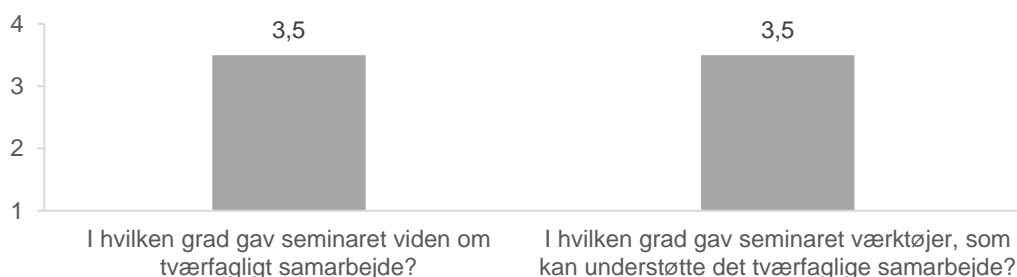 4
3,5
3,5
3
2
1
I hvilken grad gav seminaret viden om
tværfagligt samarbejde?
I hvilken grad gav seminaret værktøjer, som
kan understøtte det tværfaglige samarbejde?